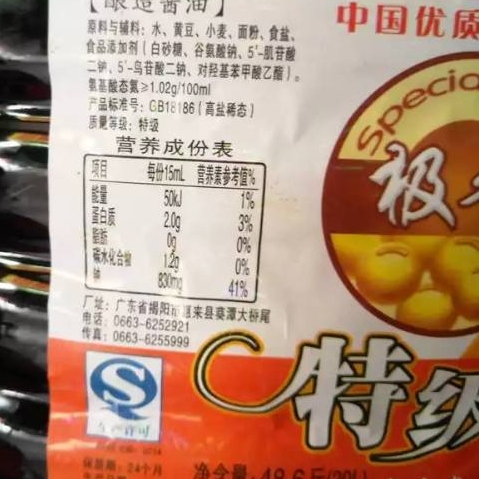 【酿造酱油】
中国优质
原料与辅料：水、黄豆、小麦、面粉、食盐、
食品添加剂（白砂糖、谷氨酸钠、5'-肌苷酸
二钠、5'-鸟苷酸二钠、对羟基苯甲酸乙酯）。
氨基酸态氮≥1.02g/100ml
产品标准号：GB18186（高盐稀态）
质量等级：特级
营养成份表
项目 每份15mL 营养素参考值%
能量 50kJ 1%
蛋白质 2.0g 3%
脂肪 0g 0%
碳水化合物 1.2g 0%
钠 830mg 41%
厂址：广东省揭阳市惠来县葵潭大桥尾
电话：0663-6252921
传真：0663-6255999
Specia
极
特级
生产许可
保质期：24个月
净含量：